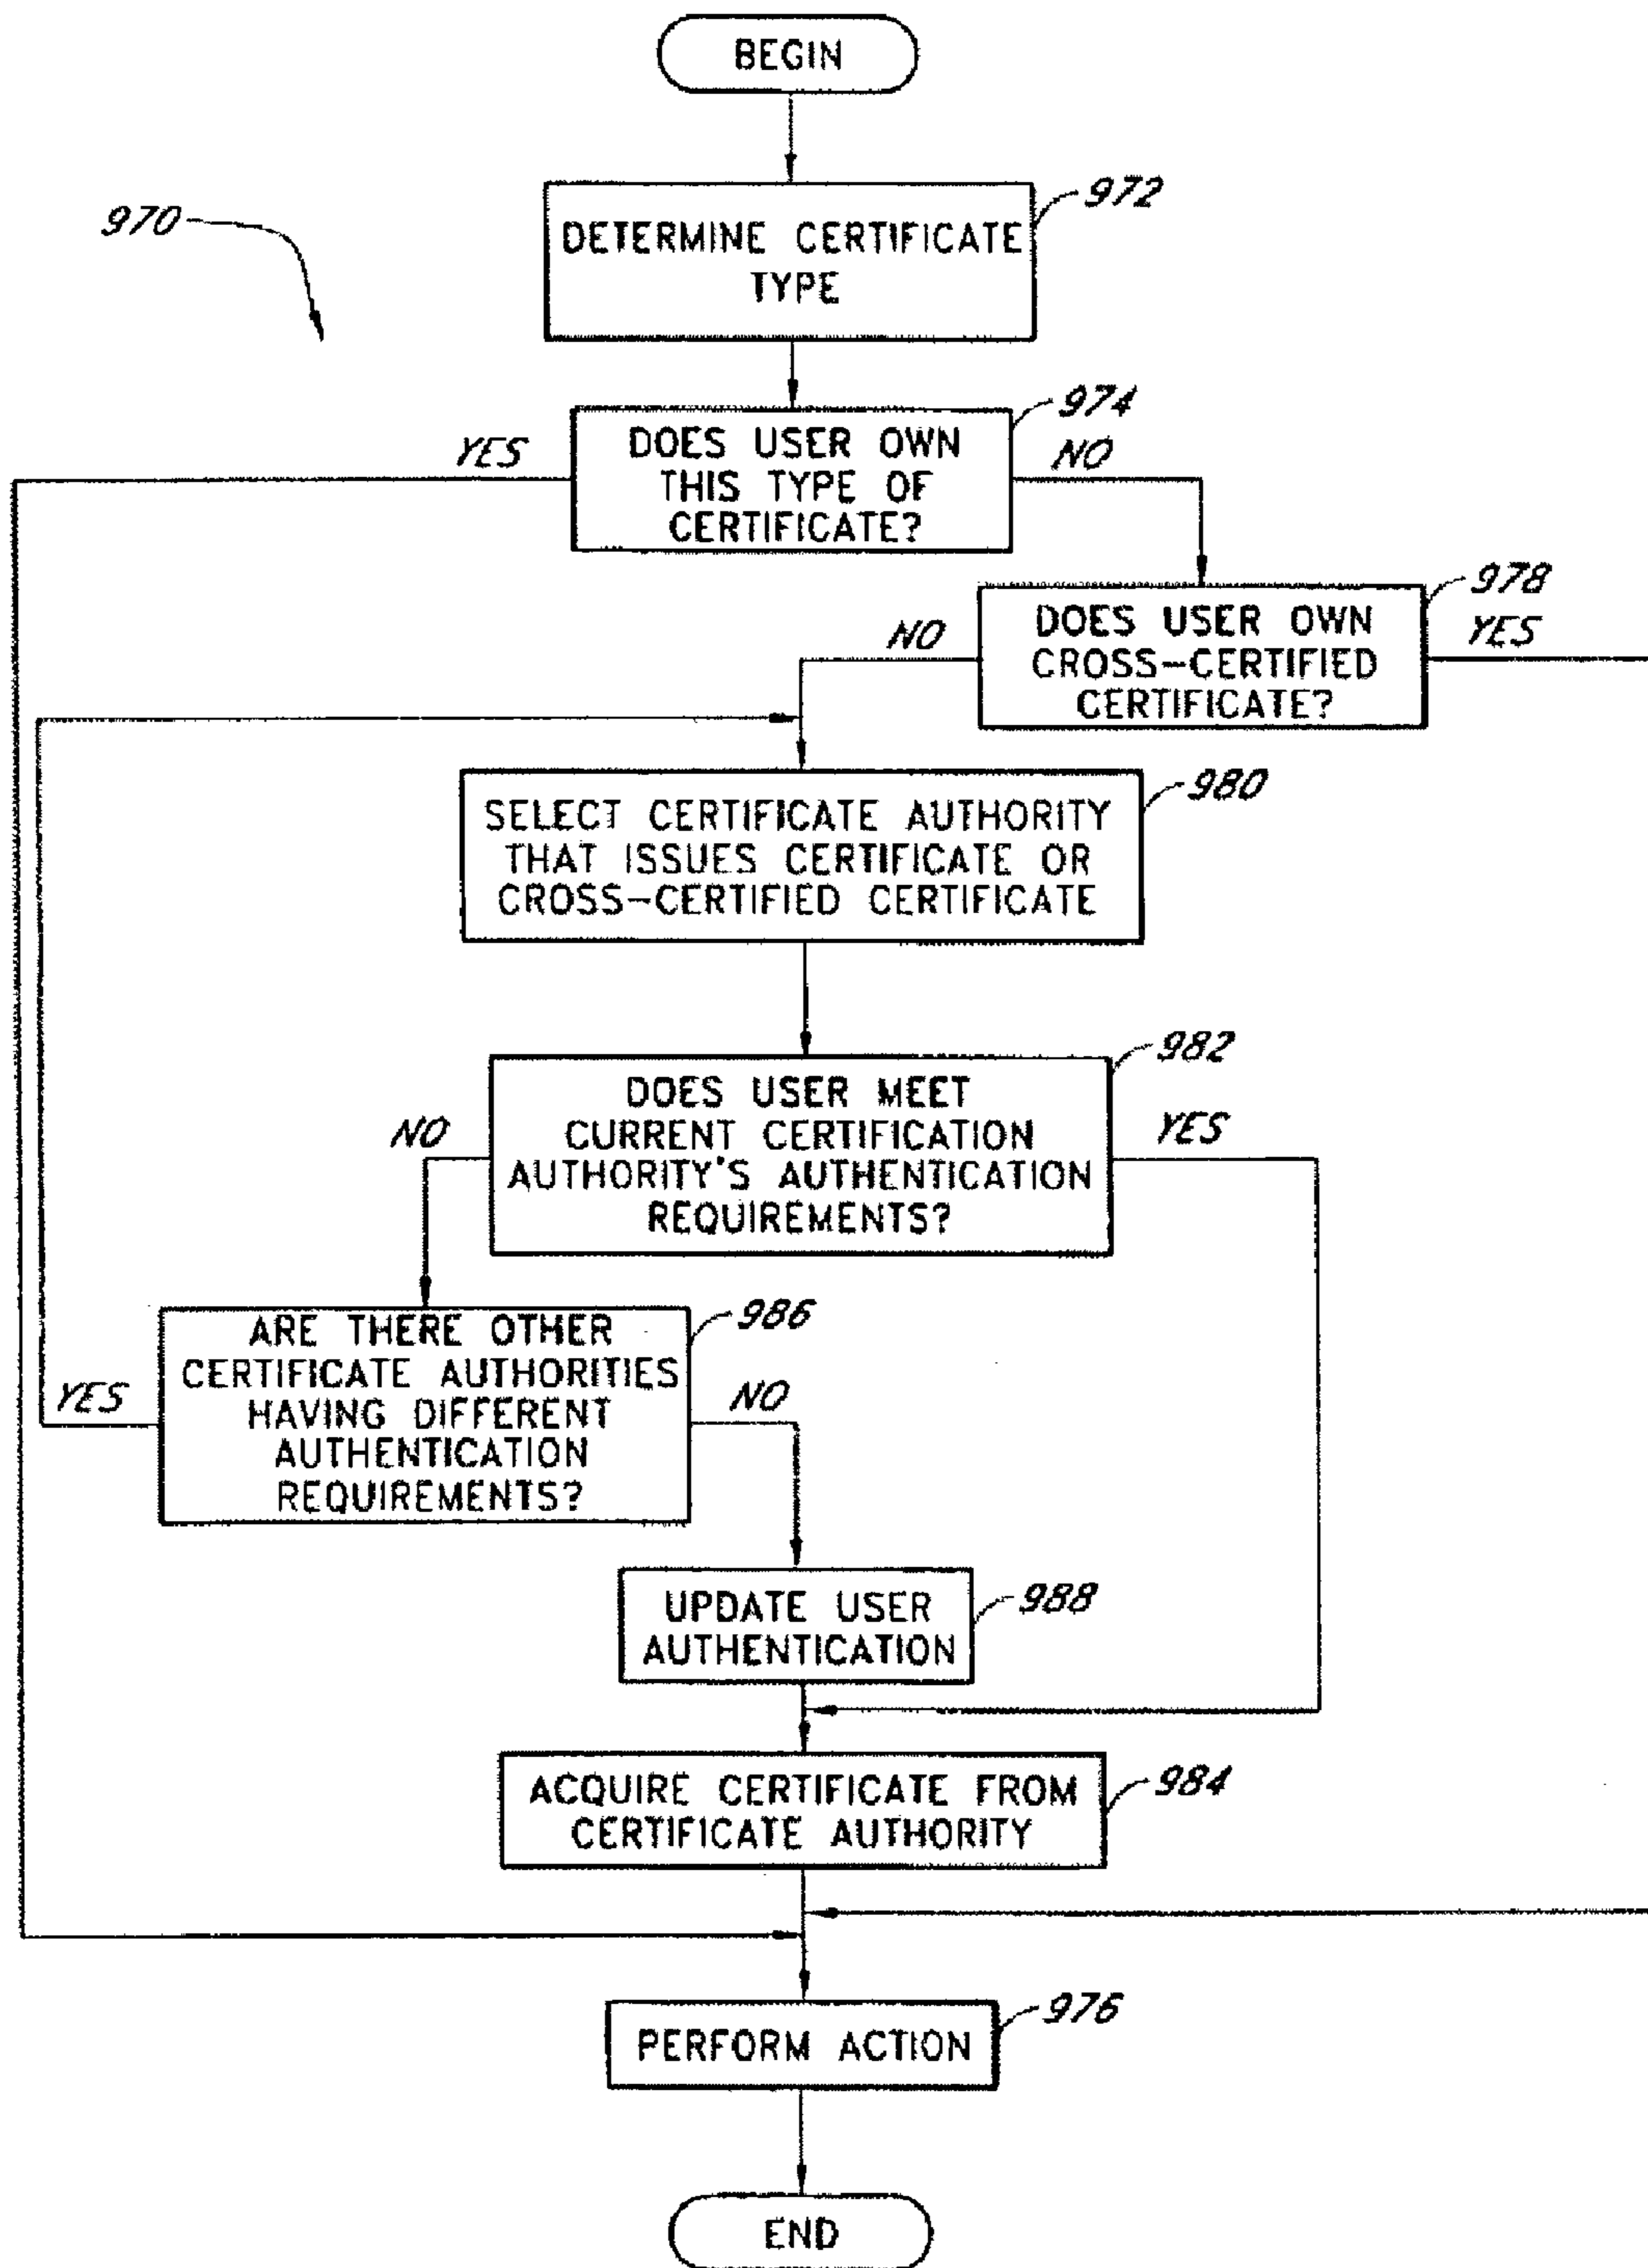 BEGIN
970
972
DETERMINE CERTIFICATE
TYPE
974
YES
DOES USER OWN
THIS TYPE OF
CERTIFICATE?
NO
978
NO
DOES USER OWN
CROSS-CERTIFIED
CERTIFICATE?
YES
980
SELECT CERTIFICATE AUTHORITY
THAT ISSUES CERTIFICATE OR
CROSS-CERTIFIED CERTIFICATE
982
NO
DOES USER MEET
CURRENT CERTIFICATION
AUTHORITY'S AUTHENTICATION
REQUIREMENTS?
YES
986
YES
ARE THERE OTHER
CERTIFICATE AUTHORITIES
HAVING DIFFERENT
AUTHENTICATION
REQUIREMENTS?
NO
988
UPDATE USER
AUTHENTICATION
984
ACQUIRE CERTIFICATE FROM
CERTIFICATE AUTHORITY
976
PERFORM ACTION
END